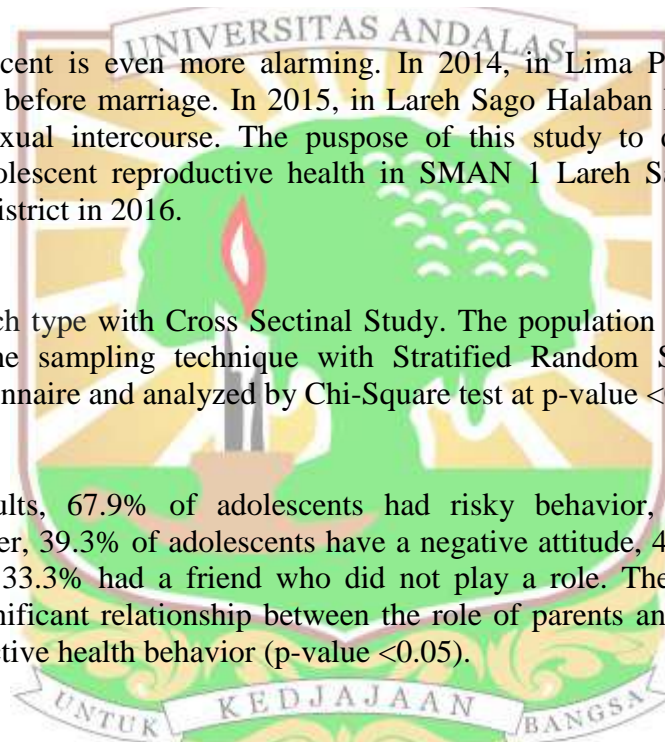 UNIVERSITAS ANDALAS
cent is even more alarming. In 2014, in Lima P
before marriage. In 2015, in Lareh Sago Halaban
xual intercourse. The puspose of this study to
olescent reproductive health in SMAN 1 Lareh Sa
istrict in 2016.
ch type with Cross Sectinal Study. The population
ne sampling technique with Stratified Random S
onnaire and analyzed by Chi-Square test at p-value <
ults, 67.9% of adolescents had risky behavior,
er, 39.3% of adolescents have a negative attitude, 4
33.3% had a friend who did not play a role. The
nificant relationship between the role of parents an
ctive health behavior (p-value <0.05).
UNTUK KEDJAJAAN BANGSA